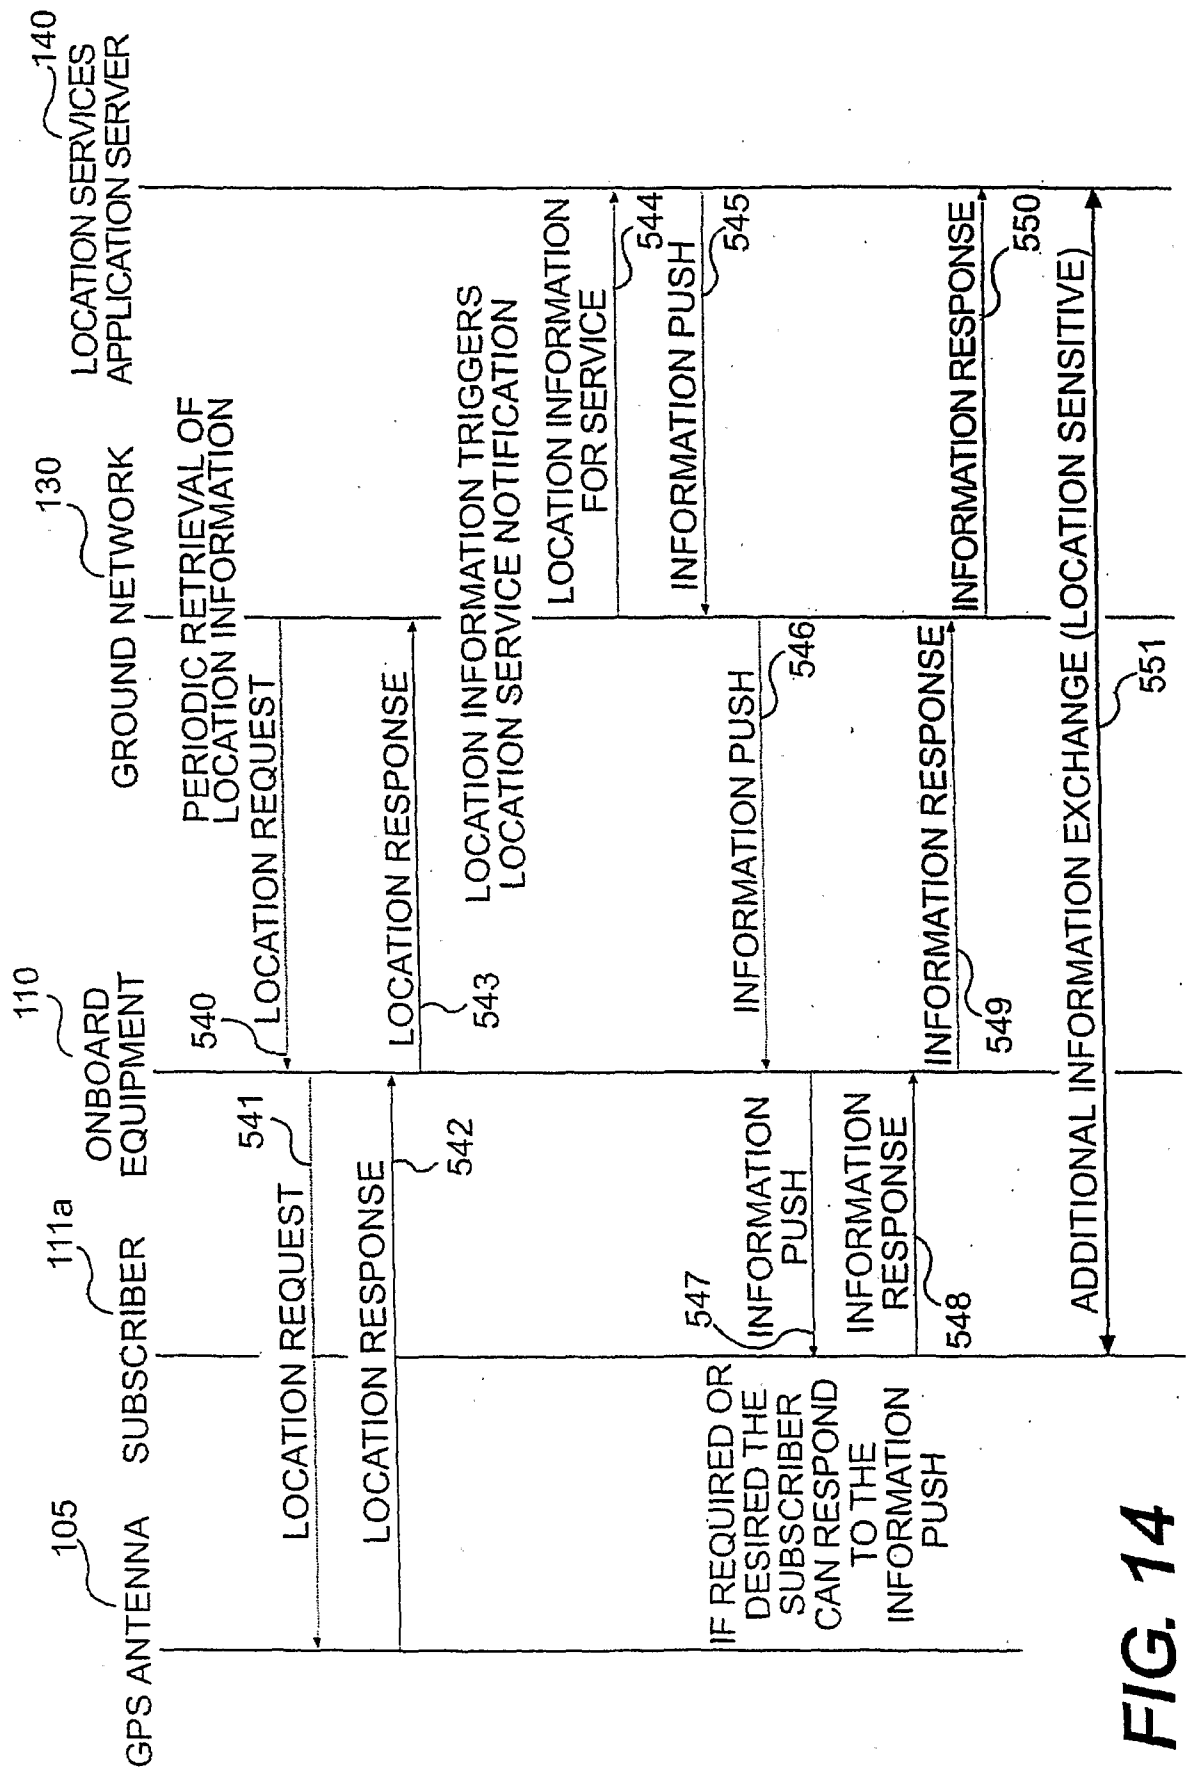 105
GPS ANTENNA
111a
SUBSCRIBER
110
ONBOARD
EQUIPMENT
130
GROUND NETWORK
140
LOCATION SERVICES
APPLICATION SERVER
PERIODIC RETRIEVAL OF
LOCATION INFORMATION
540
LOCATION REQUEST
541
LOCATION REQUEST
LOCATION RESPONSE
542
LOCATION RESPONSE
543
LOCATION INFORMATION TRIGGERS
LOCATION SERVICE NOTIFICATION
LOCATION INFORMATION
FOR SERVICE
544
INFORMATION PUSH
545
INFORMATION PUSH
546
547
INFORMATION
PUSH
IF REQUIRED OR
DESIRED THE
SUBSCRIBER
CAN RESPOND
TO THE
INFORMATION
PUSH
INFORMATION
RESPONSE
548
INFORMATION RESPONSE
549
INFORMATION RESPONSE
550
ADDITIONAL INFORMATION EXCHANGE (LOCATION SENSITIVE)
551
FIG. 14